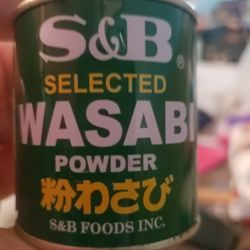 S&B®
SELECTED
WASABI
POWDER
粉わさび
S&B FOODS INC.